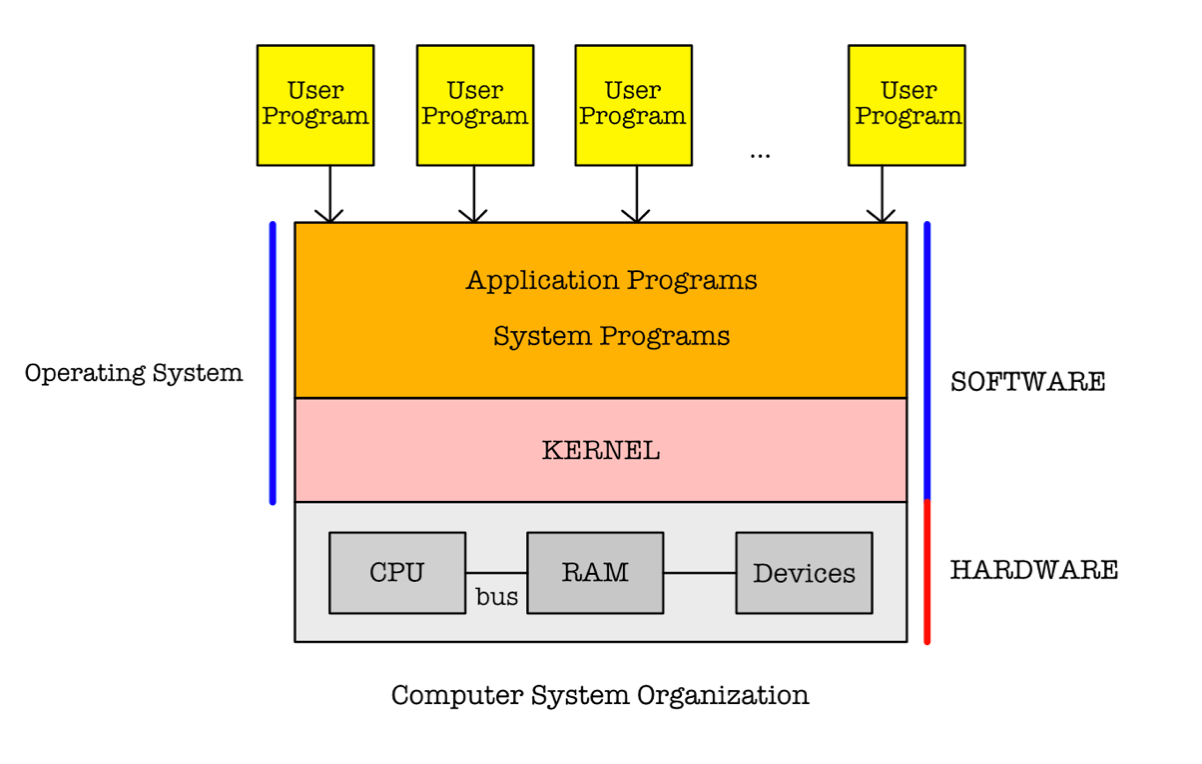 User
Program
User
Program
User
Program
...
User
Program
Application Programs
System Programs
Operating System
SOFTWARE
KERNEL
CPU
bus
RAM
Devices
HARDWARE
Computer System Organization